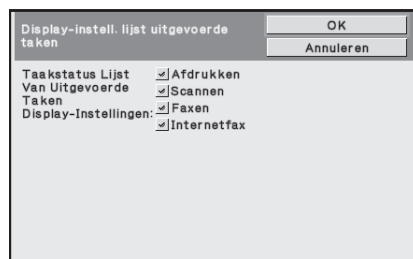 Display-instell. lijst uitgevoerde
taken
OK
Annuleren
Taakstatus Lijst
Van Uitgevoerde
Taken
Display-Instellingen:
Afdrukken
Scannen
Faxen
Internetfax